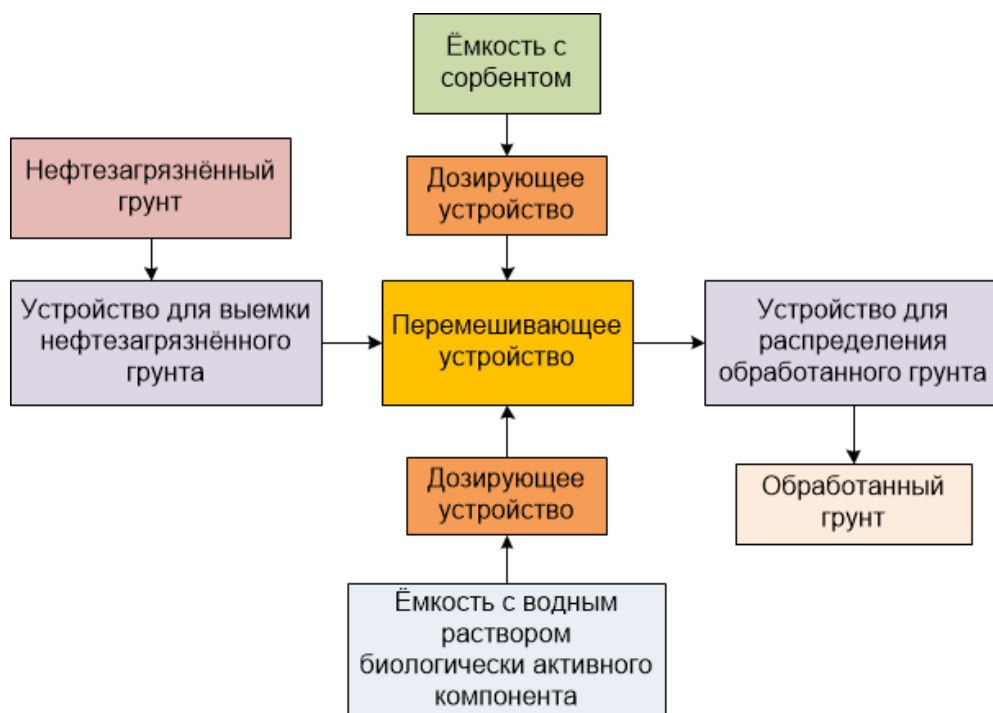 Ёмкость с
сорбентом
Нефтезагрязнённый
грунт
Дозирующее
устройство
Устройство для выемки
нефтезагрязнённого
грунта
Перемешивающее
устройство
Устройство для
распределения
обработанного грунта
Дозирующее
устройство
Обработанный
грунт
Ёмкость с водным
раствором
биологически активного
компонента